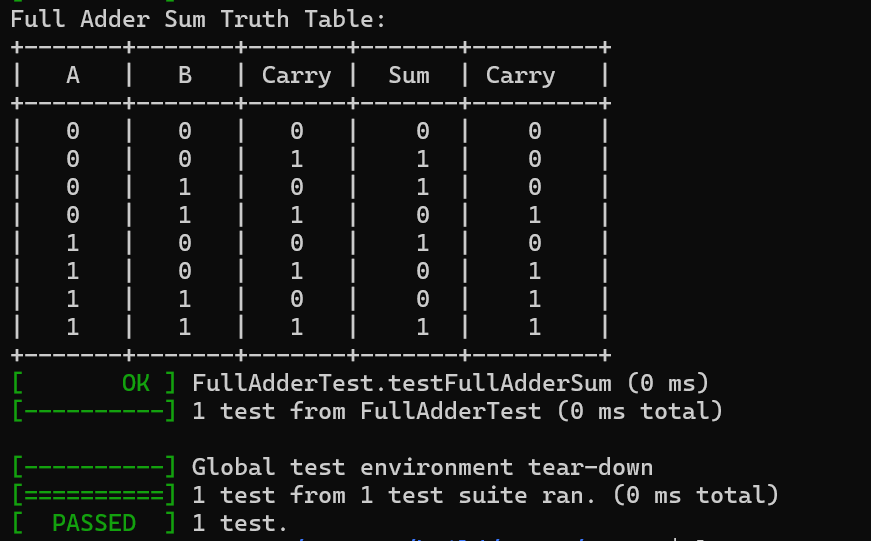 Full Adder Sum Truth Table:
+-------+-------+-------+-------+---------+
|   A   |   B   | Carry |  Sum  | Carry   |
+-------+-------+-------+-------+---------+
|   0   |   0   |   0   |    0  |    0    |
|   0   |   0   |   1   |    1  |    0    |
|   0   |   1   |   0   |    1  |    0    |
|   0   |   1   |   1   |    0  |    1    |
|   1   |   0   |   0   |    1  |    0    |
|   1   |   0   |   1   |    0  |    1    |
|   1   |   1   |   0   |    0  |    1    |
|   1   |   1   |   1   |    1  |    1    |
+-------+-------+-------+-------+---------+
[       OK ] FullAdderTest.testFullAdderSum (0 ms)
[----------] 1 test from FullAdderTest (0 ms total)

[----------] Global test environment tear-down
[==========] 1 test from 1 test suite ran. (0 ms total)
[  PASSED  ] 1 test.